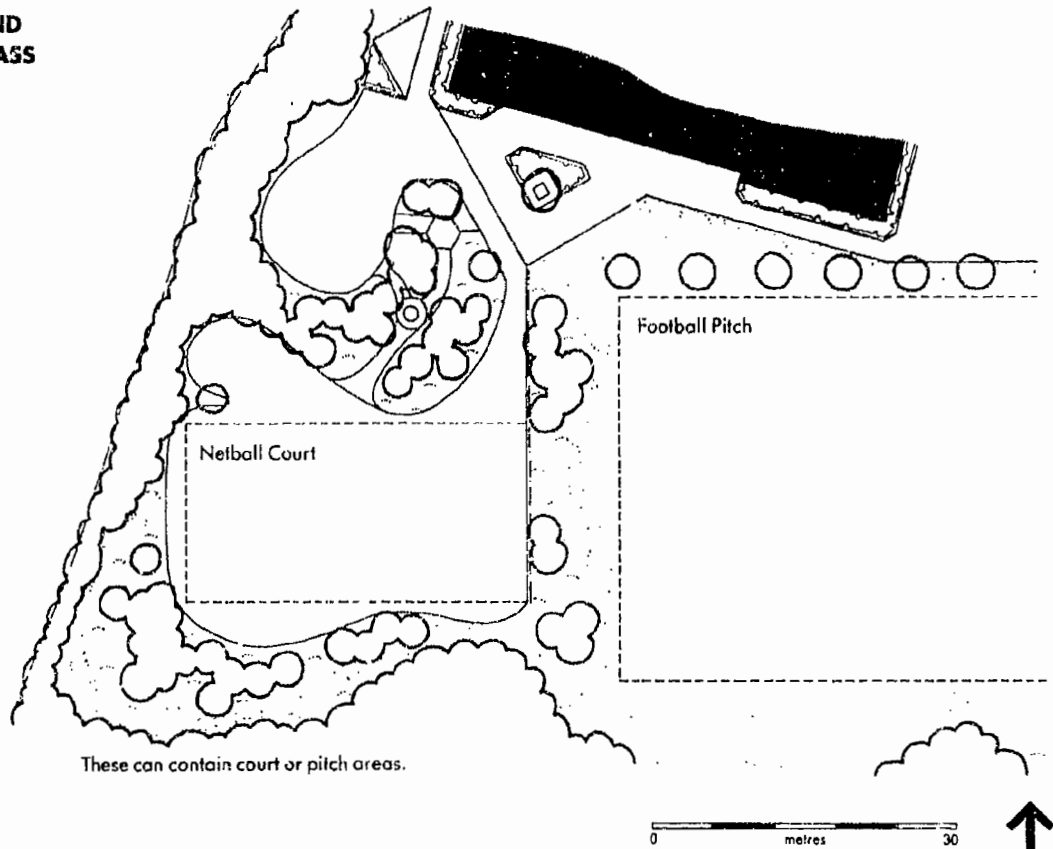 ND
ASS
Football Pitch
Netball Court
These can contain court or pitch areas.
0 metres 30